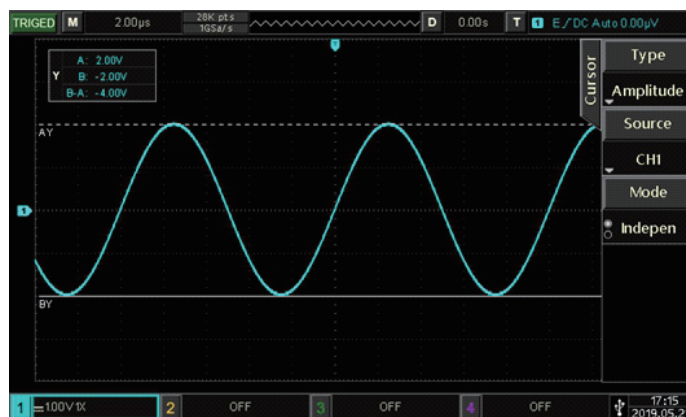 TRIGED M 2.00μs 28K pts D 0.00s T 1 E DC Auto 0.00μV
1GSa/s
A: 2.00V
Y B: -2.00V
B-A: -4.00V
Cursor
Type
Amplitude
Source
CH1
Mode
Indepen
AY
1
BY
1 1.00V 1X 2 OFF 3 OFF 4 OFF 17:15
2019.05.2